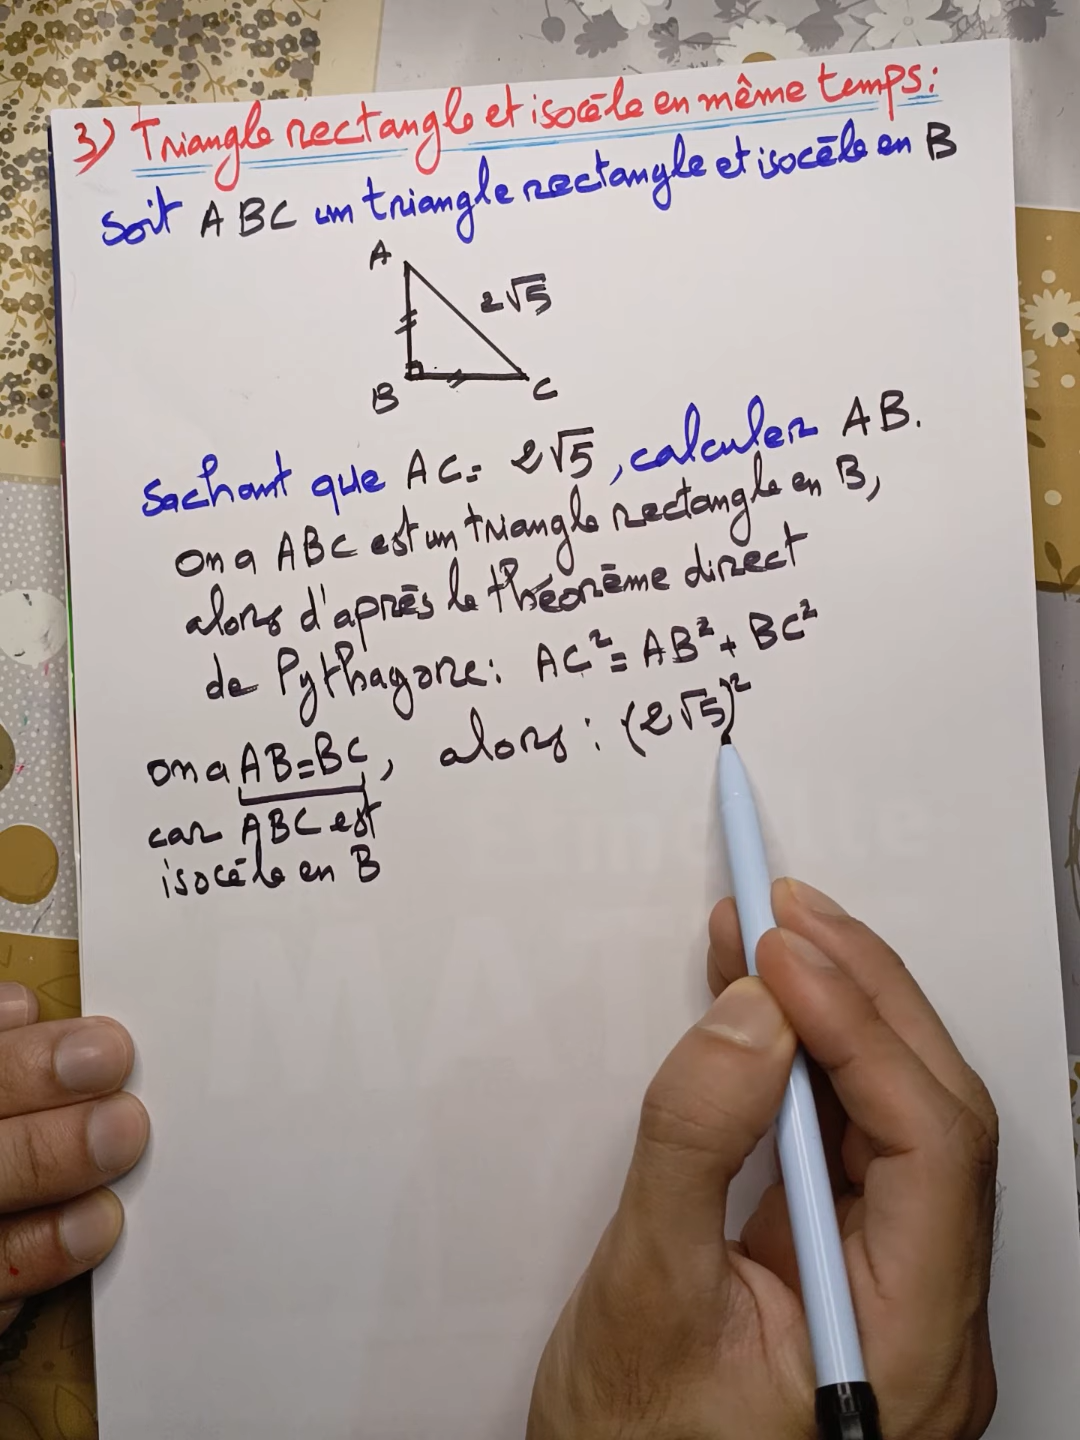 3) Triangle rectangle et isocèle en même temps:
Soit ABC un triangle rectangle et isocèle en B
A
2√5
B
C
Sachant que AC = 2√5, calculer AB.
on a ABC est un triangle rectangle en B,
alors d'après le théorème direct
de Pythagore: AC² = AB² + BC²
on a AB = BC, alors : (2√5)²
car ABC est
isocèle en B